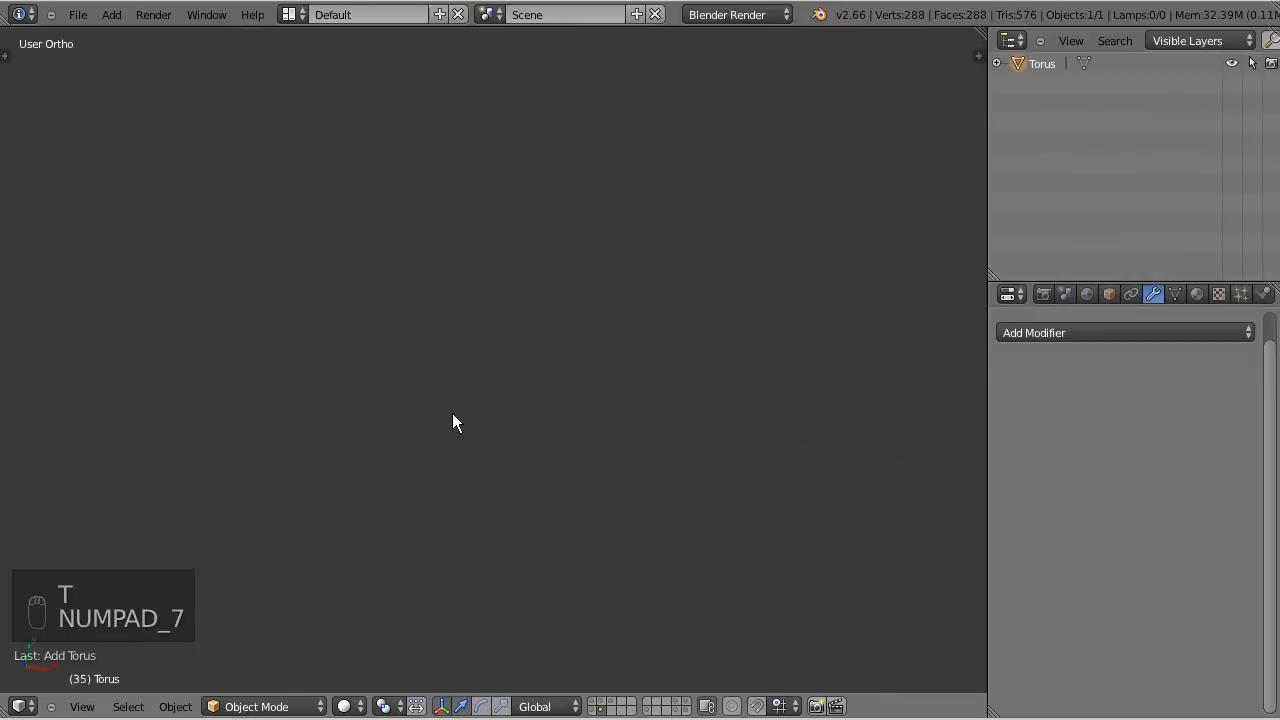 File Add Render Window Help Default Scene Blender Render v2.66 | Verts:288 | Faces:288 | Tris:576 | Objects:1/1 | Lamps:0/0 | Mem:32.39M (0.11M
User Ortho
View Search Visible Layers
Torus
Add Modifier
T
NUMPAD_7
Last: Add Torus
(35) Torus
View Select Object Object Mode Global